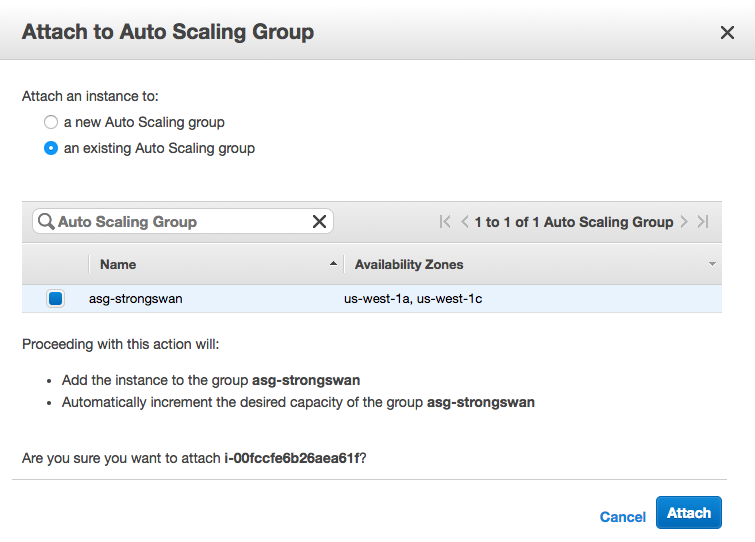 Attach to Auto Scaling Group
Attach an instance to:
a new Auto Scaling group
an existing Auto Scaling group
Auto Scaling Group
1 to 1 of 1 Auto Scaling Group
Name
Availability Zones
asg-strongswan
us-west-1a, us-west-1c
Proceeding with this action will:
• Add the instance to the group asg-strongswan
• Automatically increment the desired capacity of the group asg-strongswan
Are you sure you want to attach i-00fccfe6b26aea61f?
Cancel
Attach